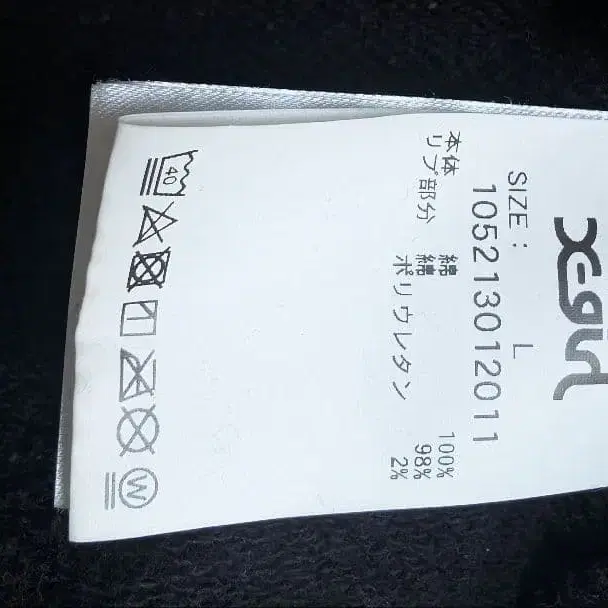 X-girl
SIZE: L
105213012011
本体 綿 100%
リブ部分 綿 98%
ポリウレタン 2%
40
W